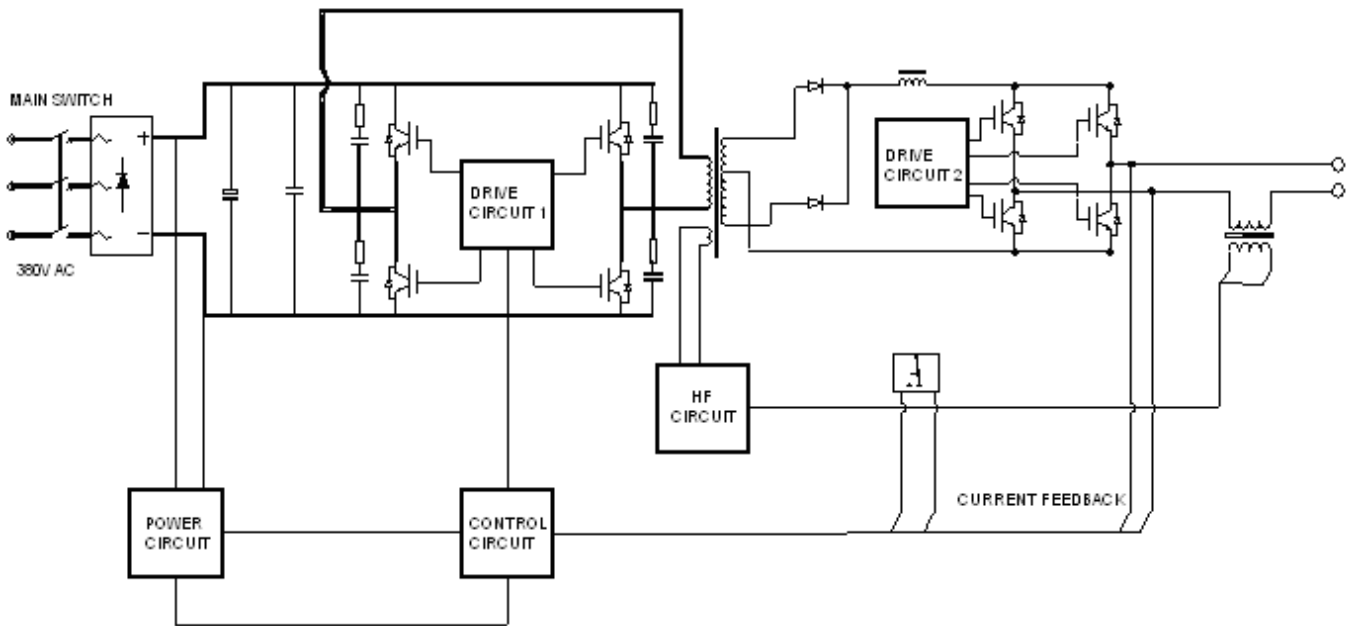 MAIN SWITCH
380V AC
DRIVE
CIRCUIT 1
DRIVE
CIRCUIT 2
HF
CIRCUIT
A
POWER
CIRCUIT
CONTROL
CIRCUIT
CURRENT FEEDBACK